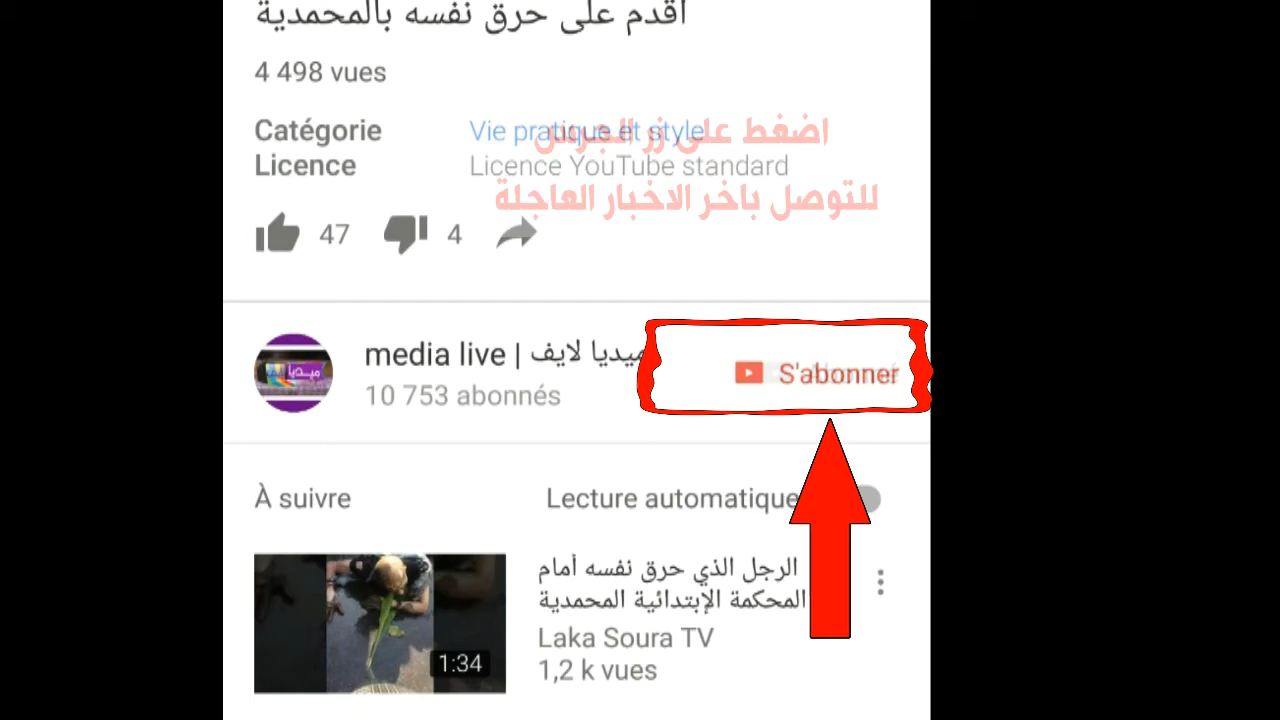 أقدم على حرق نفسه بالمحمدية
4 498 vues
Catégorie Vie pratique et style
اضغط على زر الجرس
Licence Licence YouTube standard
للتوصل باخر الاخبار العاجلة
47 4
media live | ميديا لايف
S'abonner
10 753 abonnés
À suivre Lecture automatique
الرجل الذي حرق نفسه أمام
المحكمة الإبتدائية المحمدية
Laka Soura TV
1,2 k vues
1:34